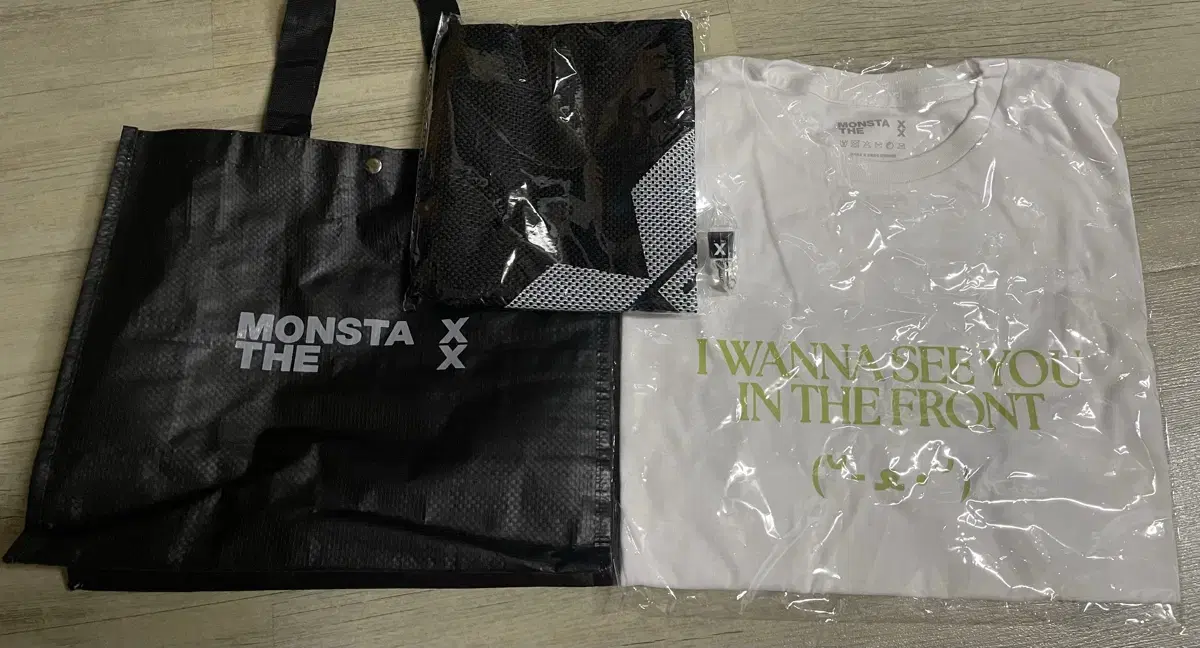 MONSTA X
THE X
MONSTA X
THE X
X
I WANNA SEE YOU
IN THE FRONT